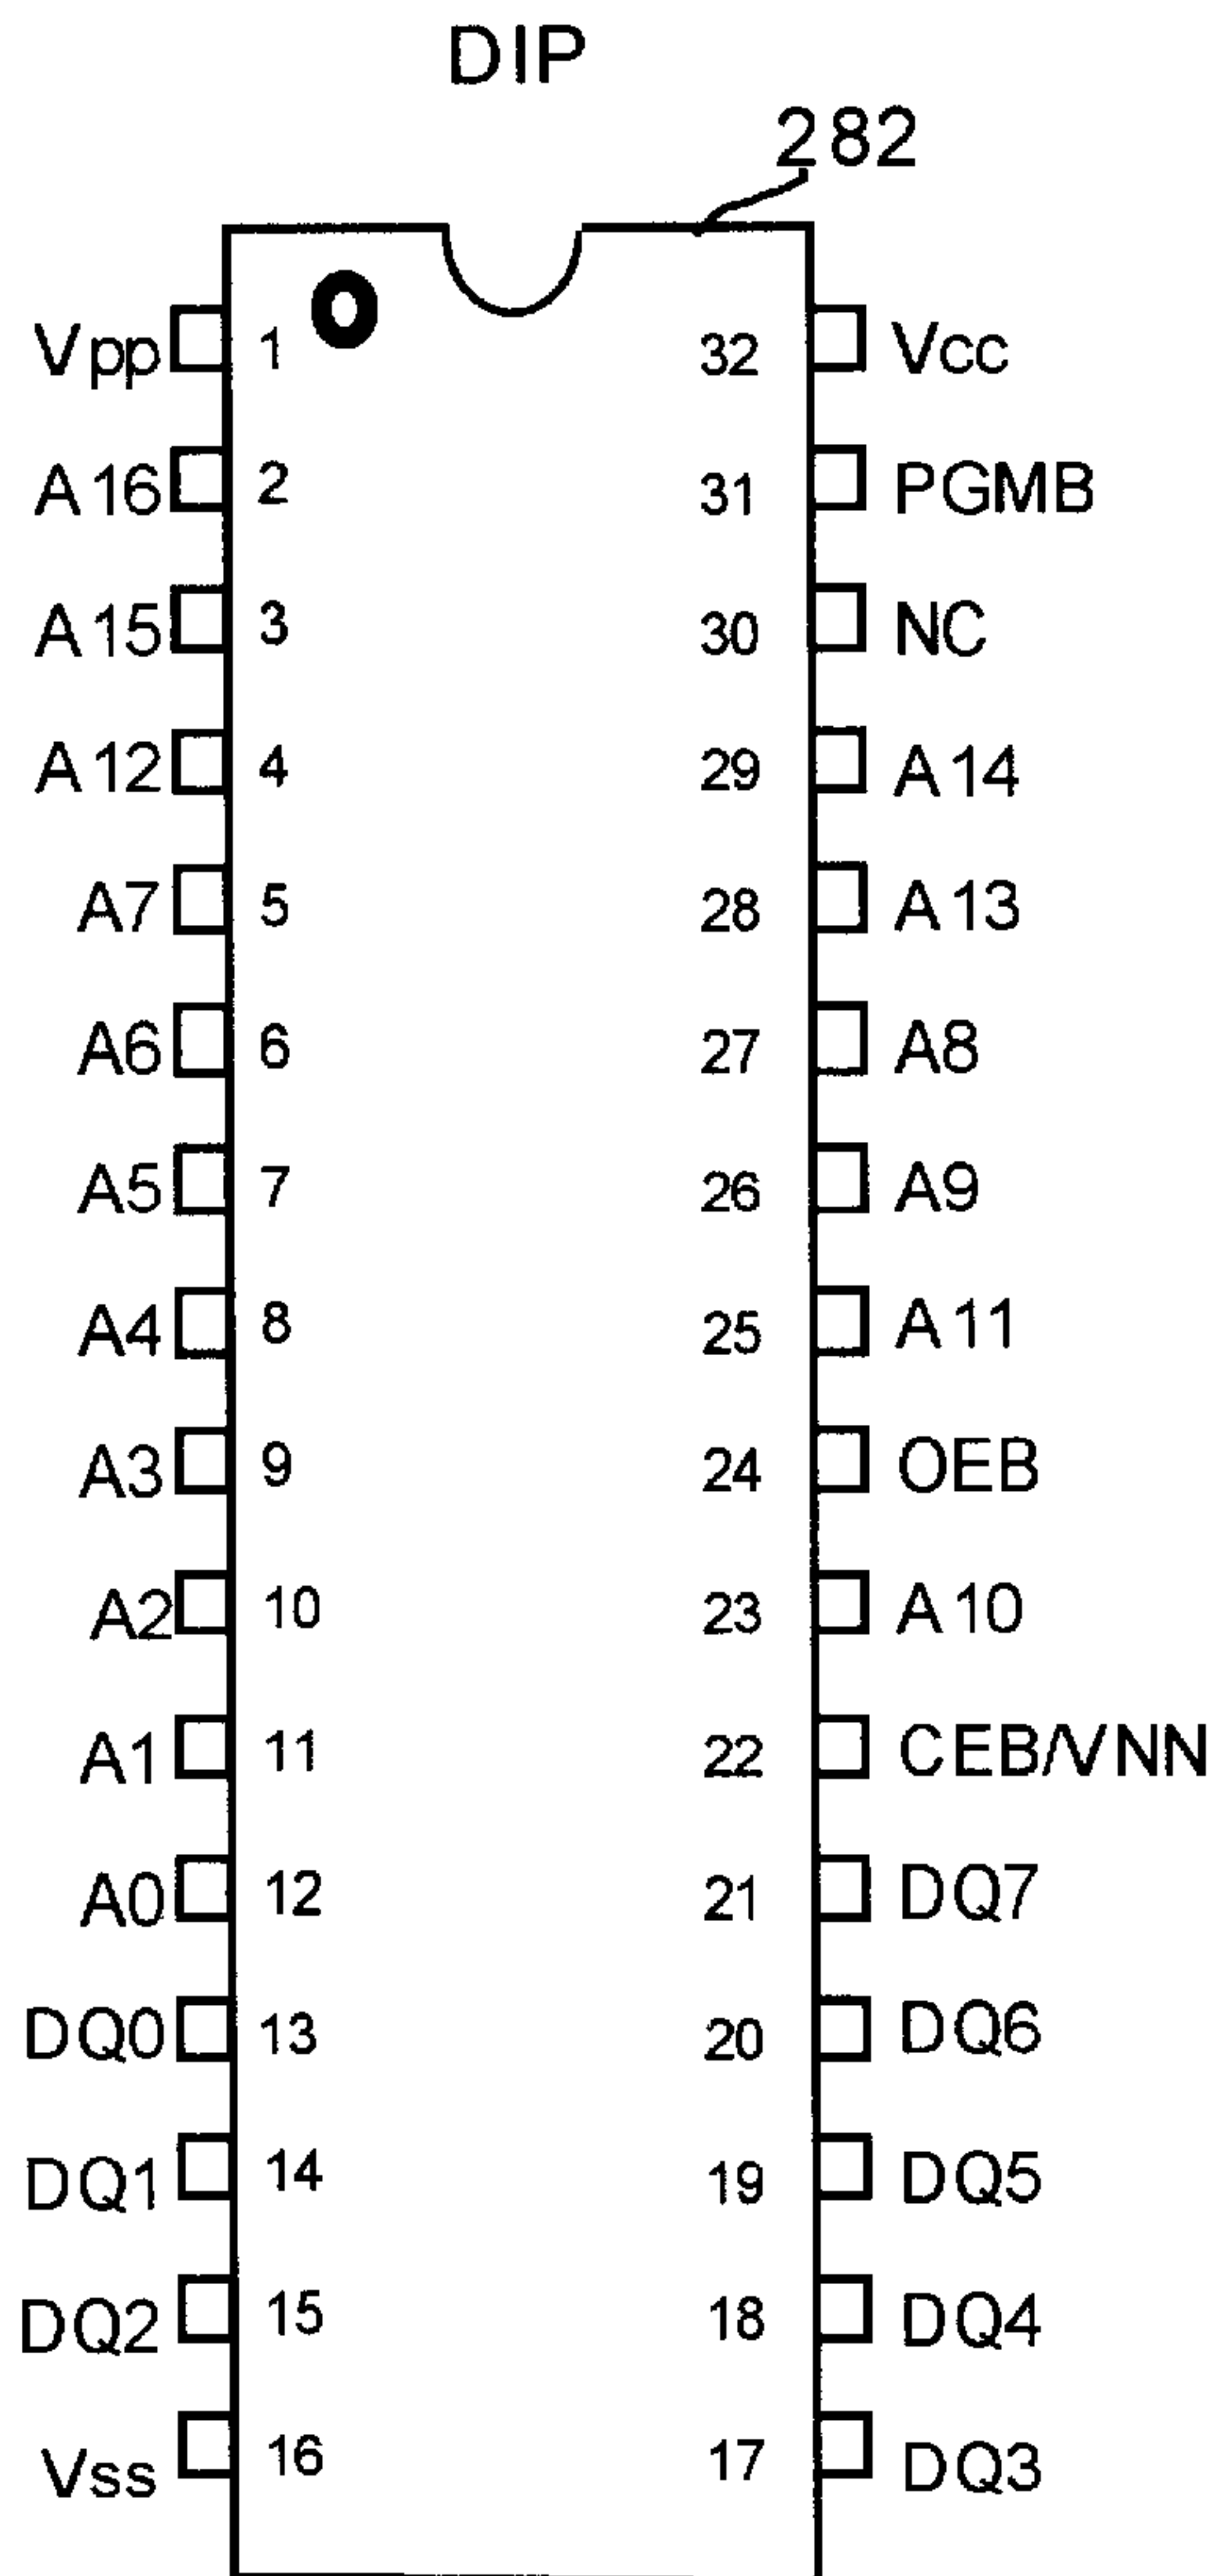 DIP
282
Vpp 1 32 Vcc
A16 2 31 PGMB
A15 3 30 NC
A12 4 29 A14
A7 5 28 A13
A6 6 27 A8
A5 7 26 A9
A4 8 25 A11
A3 9 24 OEB
A2 10 23 A10
A1 11 22 CEB/VNN
A0 12 21 DQ7
DQ0 13 20 DQ6
DQ1 14 19 DQ5
DQ2 15 18 DQ4
Vss 16 17 DQ3